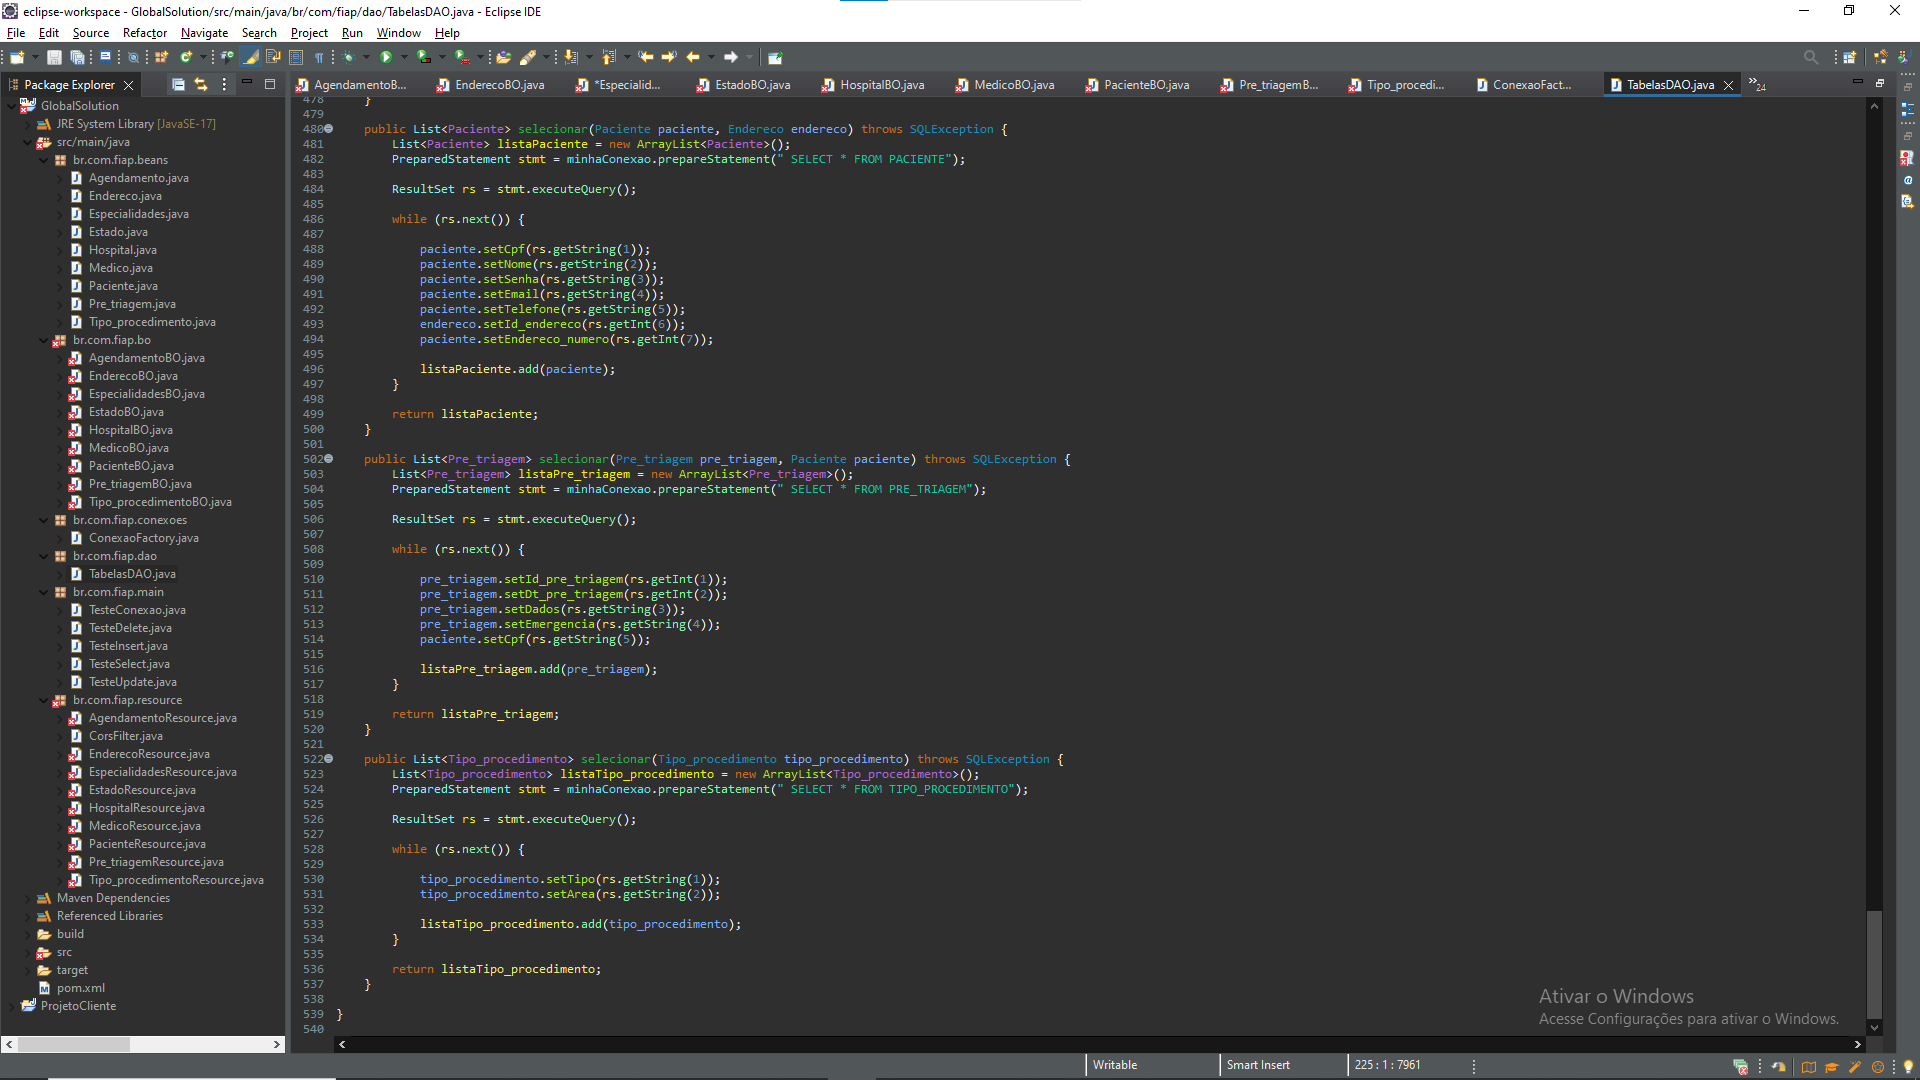 eclipse-workspace - GlobalSolution/src/main/java/br/com/fiap/dao/TabelasDAO.java - Eclipse IDE
File Edit Source Refactor Navigate Search Project Run Window Help
Package Explorer
AgendamentoB... EnderecoBO.java *Especialid... EstadoBO.java HospitalBO.java MedicoBO.java PacienteBO.java Pre_triagemB... Tipo_procedi... ConexaoFact... TabelasDAO.java »24
GlobalSolution
JRE System Library [JavaSE-17]
src/main/java
br.com.fiap.beans
Agendamento.java
Endereco.java
Especialidades.java
Estado.java
Hospital.java
Medico.java
Paciente.java
Pre_triagem.java
Tipo_procedimento.java
br.com.fiap.bo
AgendamentoBO.java
EnderecoBO.java
EspecialidadesBO.java
EstadoBO.java
HospitalBO.java
MedicoBO.java
PacienteBO.java
Pre_triagemBO.java
Tipo_procedimentoBO.java
br.com.fiap.conexoes
ConexaoFactory.java
br.com.fiap.dao
TabelasDAO.java
br.com.fiap.main
TesteConexao.java
TesteDelete.java
TesteInsert.java
TesteSelect.java
TesteUpdate.java
br.com.fiap.resource
AgendamentoResource.java
CorsFilter.java
EnderecoResource.java
EspecialidadesResource.java
EstadoResource.java
HospitalResource.java
MedicoResource.java
PacienteResource.java
Pre_triagemResource.java
Tipo_procedimentoResource.java
Maven Dependencies
Referenced Libraries
build
src
target
pom.xml
ProjetoCliente
478 }
479
480 public List<Paciente> selecionar(Paciente paciente, Endereco endereco) throws SQLException {
481 List<Paciente> listaPaciente = new ArrayList<Paciente>();
482 PreparedStatement stmt = minhaConexao.prepareStatement(" SELECT * FROM PACIENTE");
483
484 ResultSet rs = stmt.executeQuery();
485
486 while (rs.next()) {
487
488 paciente.setCpf(rs.getString(1));
489 paciente.setNome(rs.getString(2));
490 paciente.setSenha(rs.getString(3));
491 paciente.setEmail(rs.getString(4));
492 paciente.setTelefone(rs.getString(5));
493 endereco.setId_endereco(rs.getInt(6));
494 paciente.setEndereco_numero(rs.getInt(7));
495
496 listaPaciente.add(paciente);
497 }
498
499 return listaPaciente;
500 }
501
502 public List<Pre_triagem> selecionar(Pre_triagem pre_triagem, Paciente paciente) throws SQLException {
503 List<Pre_triagem> listaPre_triagem = new ArrayList<Pre_triagem>();
504 PreparedStatement stmt = minhaConexao.prepareStatement(" SELECT * FROM PRE_TRIAGEM");
505
506 ResultSet rs = stmt.executeQuery();
507
508 while (rs.next()) {
509
510 pre_triagem.setId_pre_triagem(rs.getInt(1));
511 pre_triagem.setDt_pre_triagem(rs.getInt(2));
512 pre_triagem.setDados(rs.getString(3));
513 pre_triagem.setEmergencia(rs.getString(4));
514 paciente.setCpf(rs.getString(5));
515
516 listaPre_triagem.add(pre_triagem);
517 }
518
519 return listaPre_triagem;
520 }
521
522 public List<Tipo_procedimento> selecionar(Tipo_procedimento tipo_procedimento) throws SQLException {
523 List<Tipo_procedimento> listaTipo_procedimento = new ArrayList<Tipo_procedimento>();
524 PreparedStatement stmt = minhaConexao.prepareStatement(" SELECT * FROM TIPO_PROCEDIMENTO");
525
526 ResultSet rs = stmt.executeQuery();
527
528 while (rs.next()) {
529
530 tipo_procedimento.setTipo(rs.getString(1));
531 tipo_procedimento.setArea(rs.getString(2));
532
533 listaTipo_procedimento.add(tipo_procedimento);
534 }
535
536 return listaTipo_procedimento;
537 }
538
539 }
540
Ativar o Windows
Acesse Configurações para ativar o Windows.
Writable Smart Insert 225 : 1 : 7961